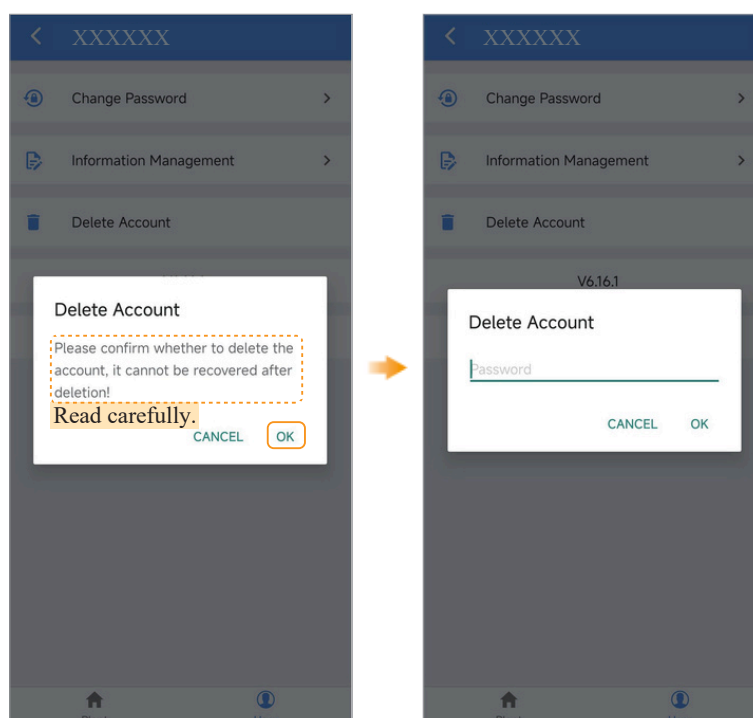 XXXXXX
Change Password
Information Management
Delete Account
Delete Account
Please confirm whether to delete the
account, it cannot be recovered after
deletion!
Read carefully.
CANCEL OK
XXXXXX
Change Password
Information Management
Delete Account
V6.16.1
Delete Account
Password
CANCEL OK